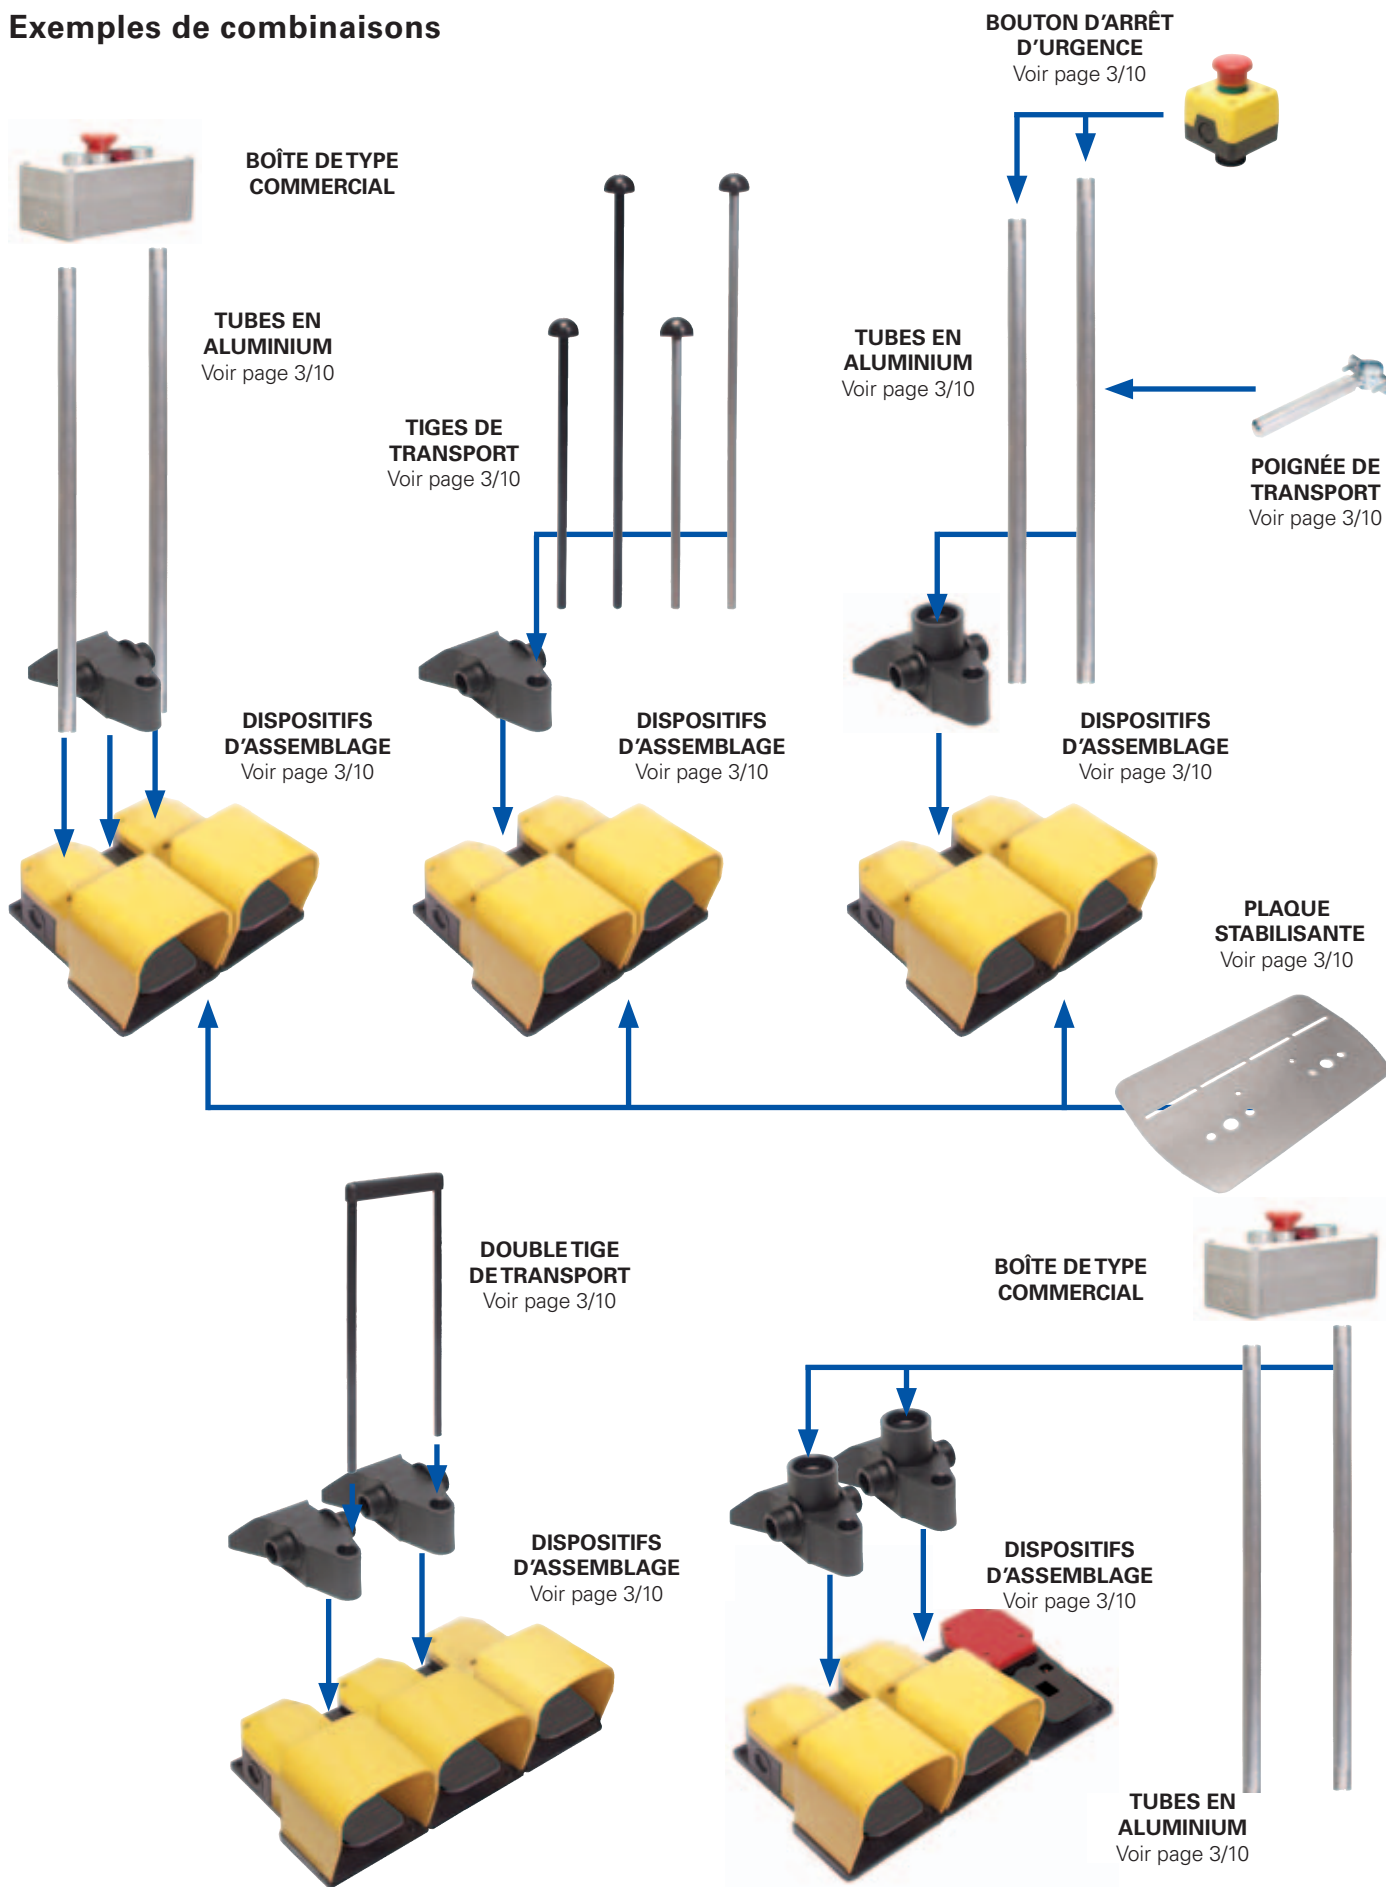 Exemples de combinaisons
BOUTON D'ARRÊT
D'URGENCE
Voir page 3/10
BOÎTE DE TYPE
COMMERCIAL
TUBES EN
ALUMINIUM
Voir page 3/10
TIGES DE
TRANSPORT
Voir page 3/10
TUBES EN
ALUMINIUM
Voir page 3/10
POIGNÉE DE
TRANSPORT
Voir page 3/10
DISPOSITIFS
D'ASSEMBLAGE
Voir page 3/10
DISPOSITIFS
D'ASSEMBLAGE
Voir page 3/10
DISPOSITIFS
D'ASSEMBLAGE
Voir page 3/10
PLAQUE
STABILISANTE
Voir page 3/10
DOUBLE TIGE
DE TRANSPORT
Voir page 3/10
BOÎTE DE TYPE
COMMERCIAL
DISPOSITIFS
D'ASSEMBLAGE
Voir page 3/10
DISPOSITIFS
D'ASSEMBLAGE
Voir page 3/10
TUBES EN
ALUMINIUM
Voir page 3/10